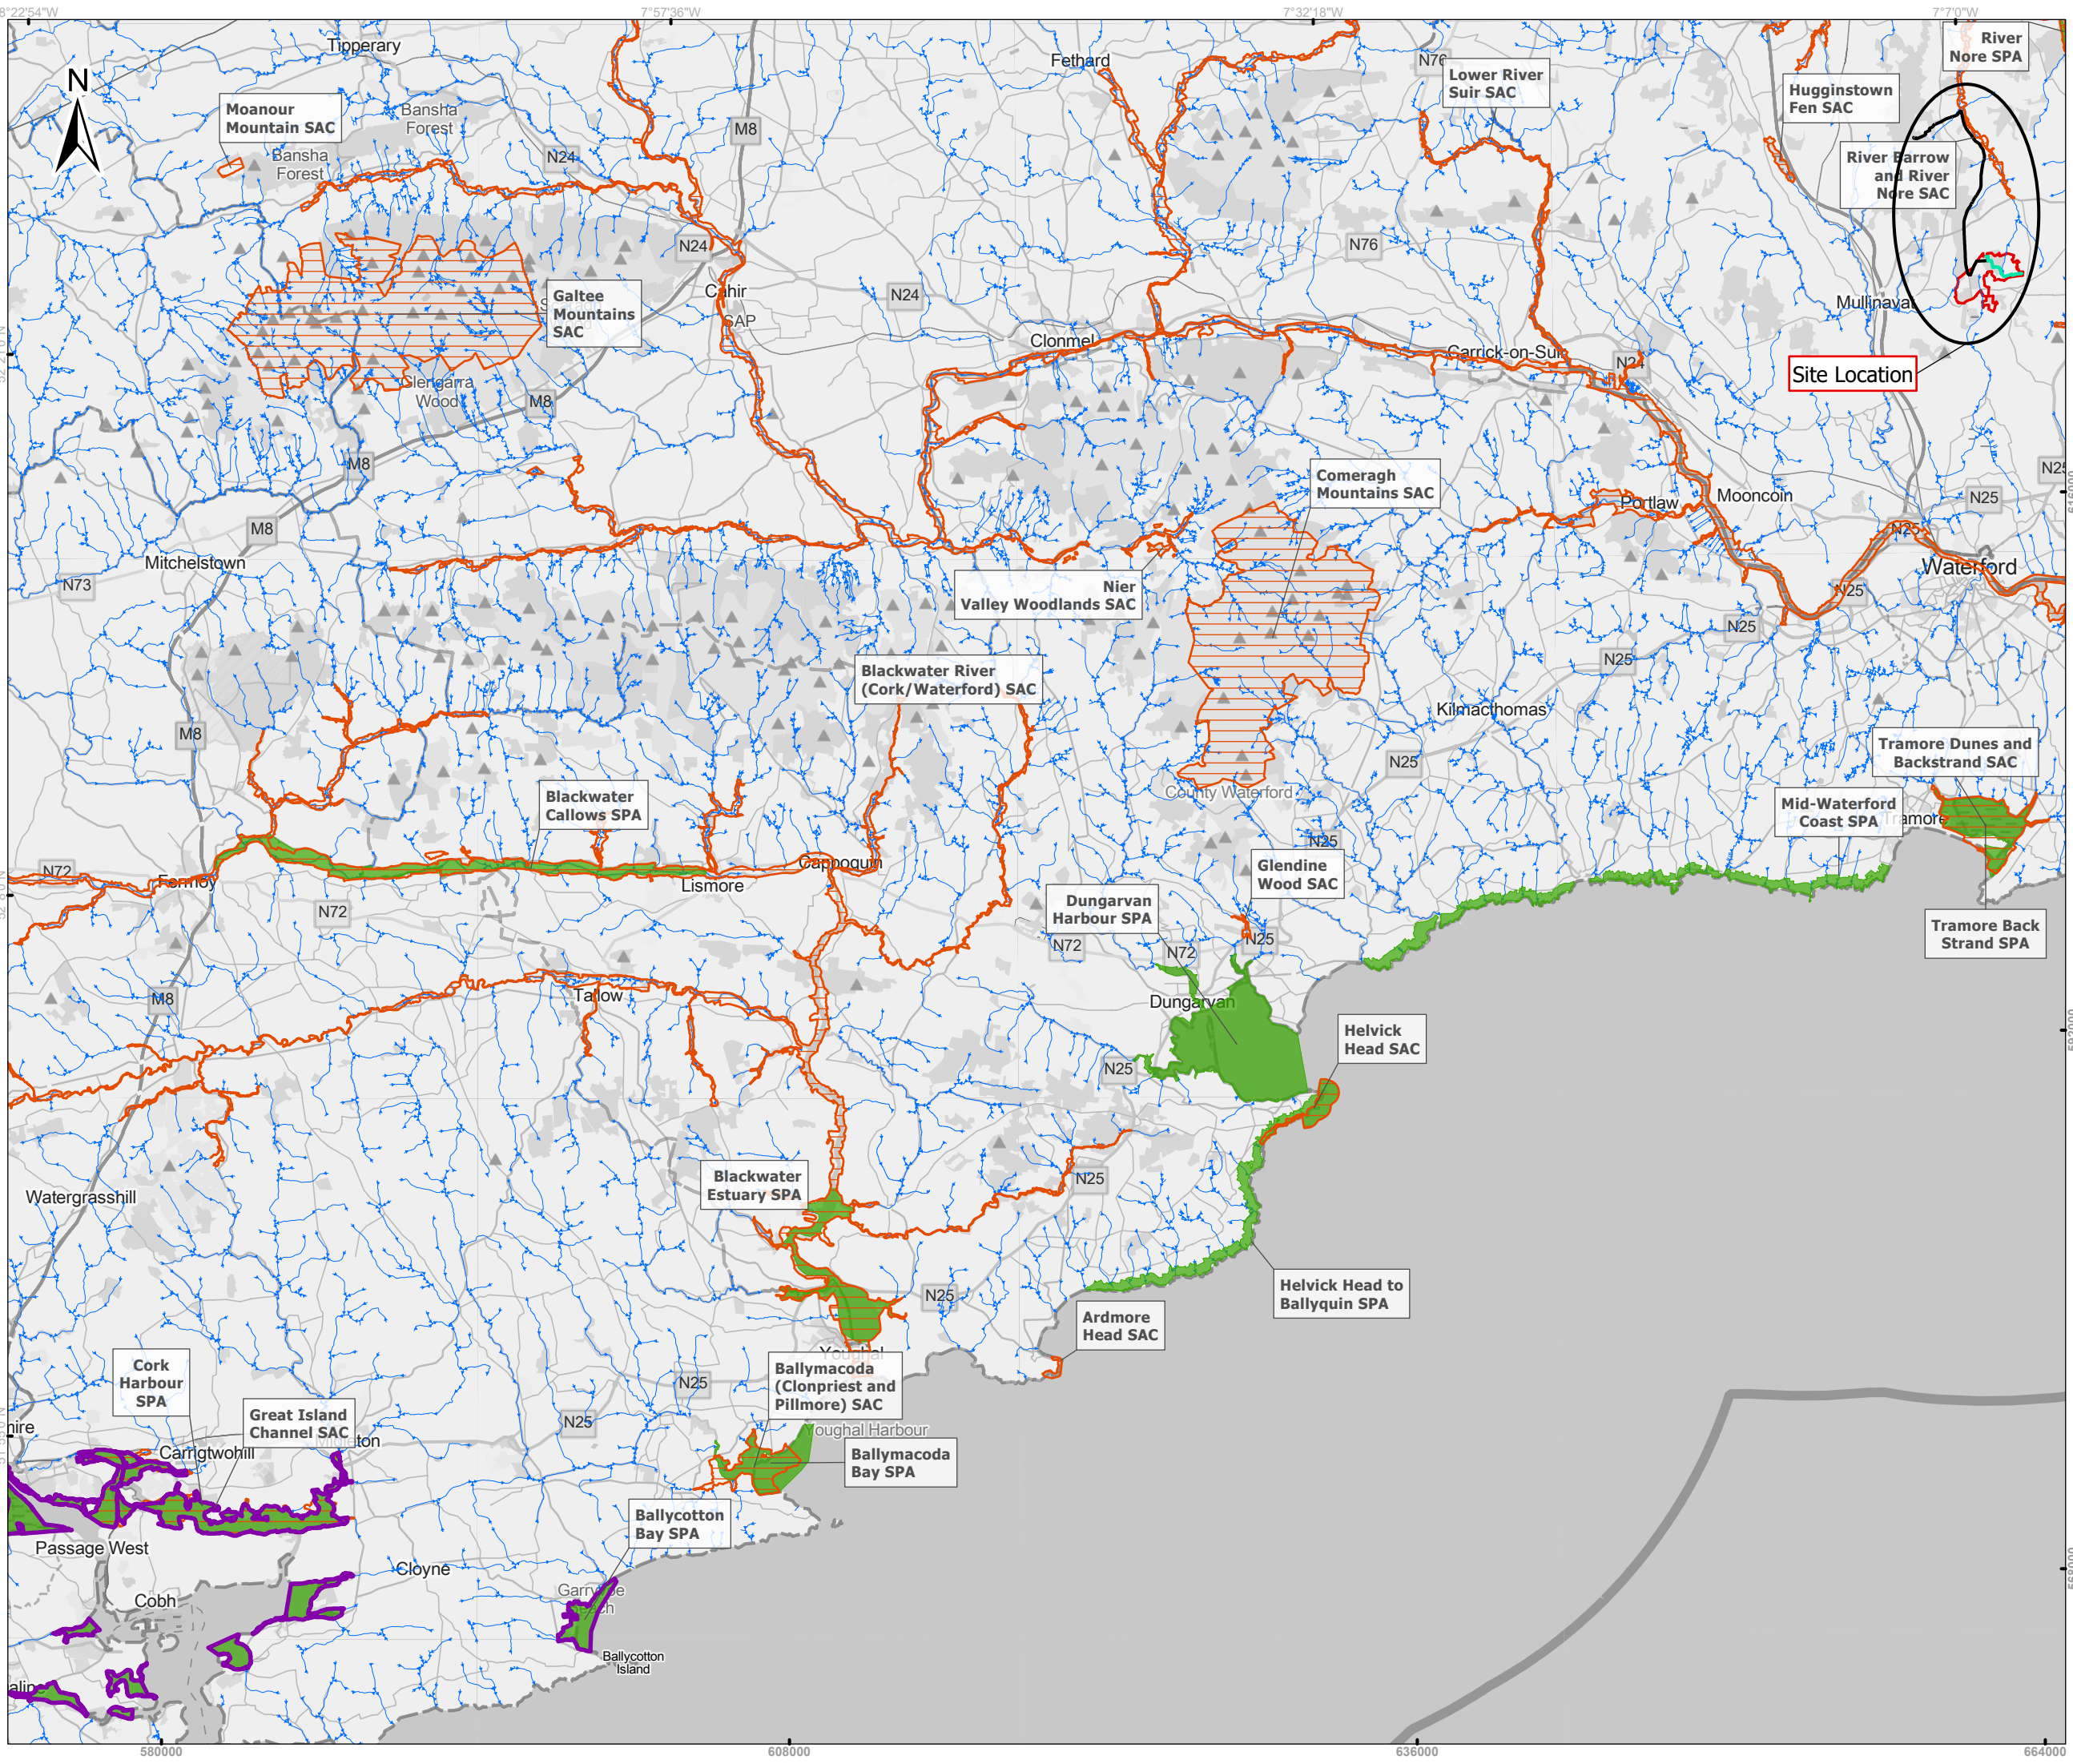 8°22'54"W
7°57'36"W
7°32'18"W
7°7'0"W
Tipperary
Fethard
N76
River
Nore SPA
N
Lower River
Suir SAC
Hugginstown
Fen SAC
Moanour
Mountain SAC
Bansha
Forest
M8
Bansha
Forest
N24
River Barrow
and River
Nore SAC
N24
N76
Galtee
Mountains
SAC
Cahir
SAP
N24
Mullinavat
Clonmel
Carrick-on-Suir
N24
Site Location
Glengarra
Wood
M8
M8
Comeragh
Mountains SAC
N25
N25
Portlaw
Mooncoin
M8
N25
Mitchelstown
Waterford
N73
Nier
Valley Woodlands SAC
N25
N25
N25
Blackwater River
(Cork/Waterford) SAC
Kilmacthomas
M8
N25
Tramore Dunes and
Backstrand SAC
County Waterford
Blackwater
Callows SPA
Mid-Waterford
Coast SPA
Tramore
N25
N72
Fermoy
Cappoquin
Lismore
Glendine
Wood SAC
N72
Dungarvan
Harbour SPA
N72
N72
N25
Tramore Back
Strand SPA
M8
Tallow
Dungarvan
Helvick
Head SAC
N25
Blackwater
Estuary SPA
N25
Watergrasshill
N25
Helvick Head to
Ballyquin SPA
Ardmore
Head SAC
Youghal
Cork
Harbour
SPA
Ballymacoda
(Clonpriest and
Pillmore) SAC
N25
Great Island
Channel SAC
N25
Youghal Harbour
Carrigtwohill
Ballymacoda
Bay SPA
Ballycotton
Bay SPA
Passage West
Cloyne
Cobh
Ballycotton
Island
580000
608000
636000
664000